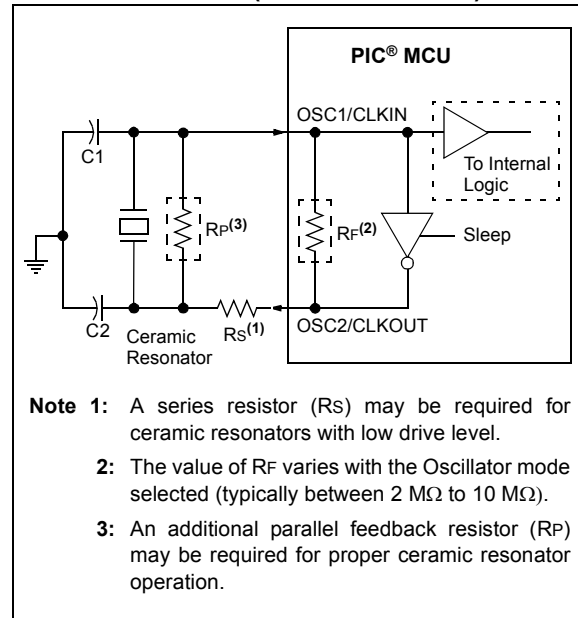 PIC® MCU
OSC1/CLKIN
C1
To Internal
Logic
RP(3)
RF(2)
Sleep
C2
Ceramic
Resonator
RS(1)
OSC2/CLKOUT
Note 1: A series resistor (RS) may be required for
ceramic resonators with low drive level.
2: The value of RF varies with the Oscillator mode
selected (typically between 2 MΩ to 10 MΩ).
3: An additional parallel feedback resistor (RP)
may be required for proper ceramic resonator
operation.